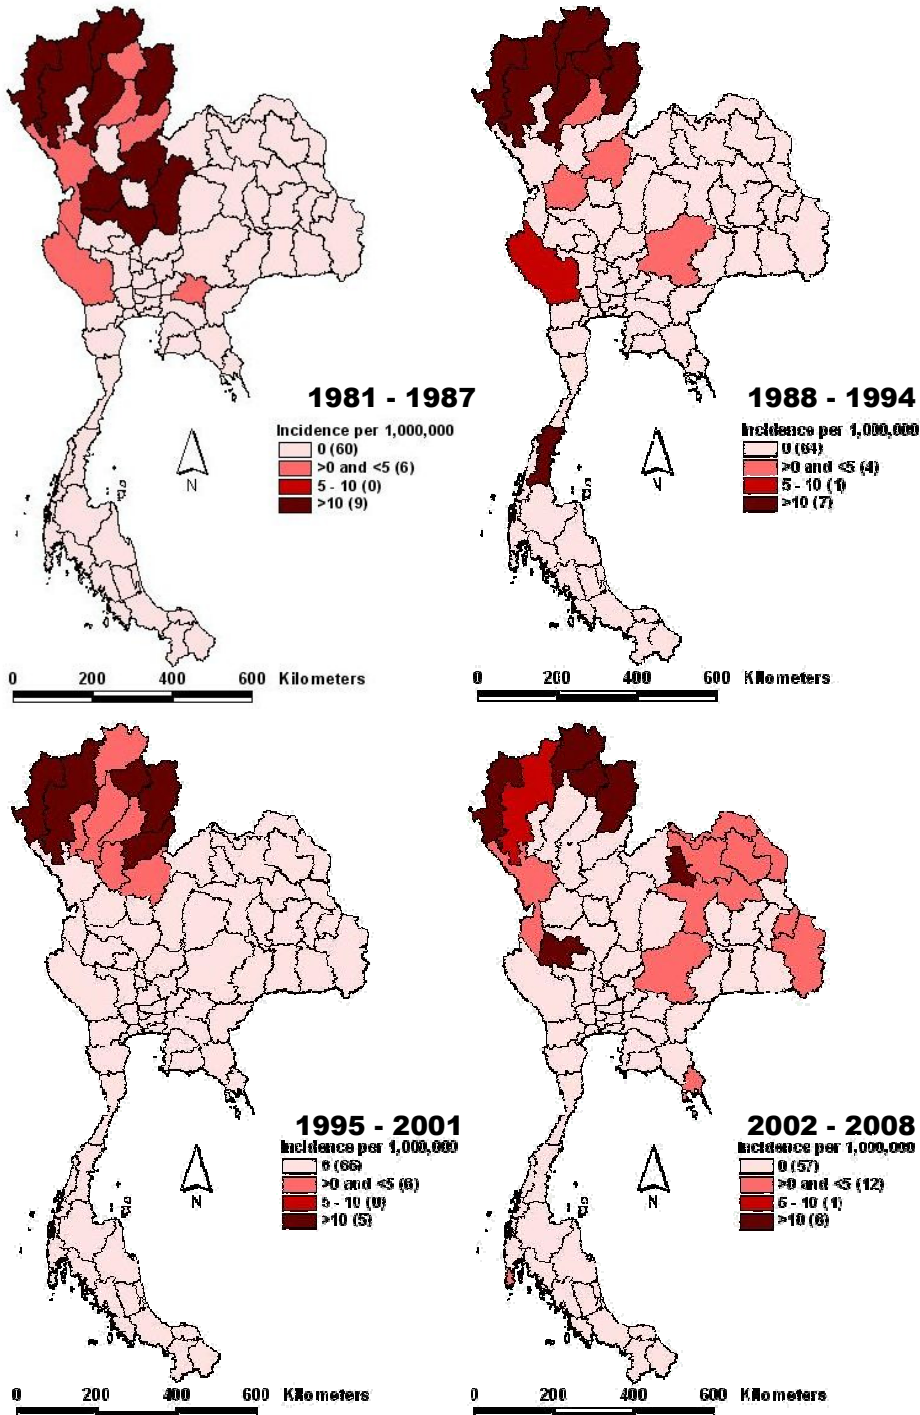 1981 - 1987
Incidence per 1,000,000
0 (60)
>0 and <5 (6)
5 - 10 (0)
>10 (9)
N
0 200 400 600 Kilometers
1988 - 1994
Incidence per 1,000,000
0 (64)
>0 and <5 (4)
5 - 10 (1)
>10 (7)
N
0 200 400 600 Kilometers
1995 - 2001
Incidence per 1,000,000
>0 and <5 (6)
5 - 10 (0)
>10 (5)
N
0 200 400 600 Kilometers
2002 - 2008
Incidence per 1,000,000
0 (57)
>0 and <5 (12)
5 - 10 (1)
>10 (6)
N
0 200 400 600 Kilometers